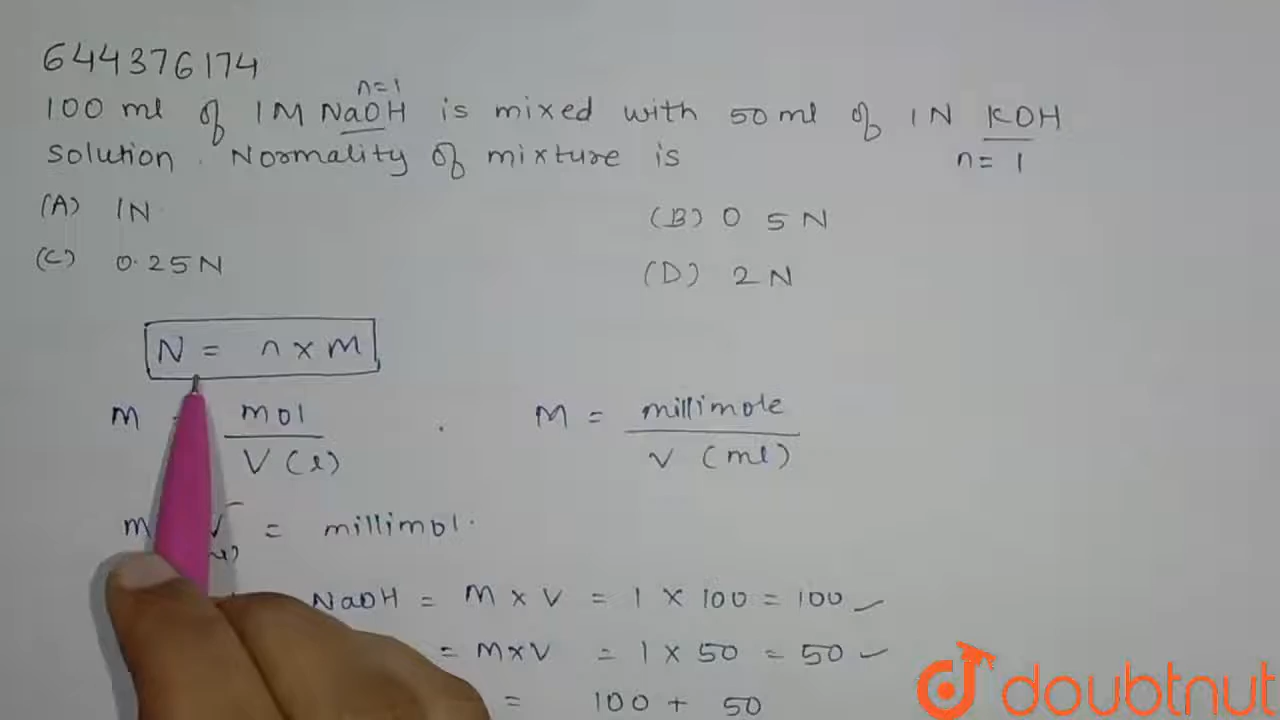 644376174
n=1
100 ml of 1M NaOH is mixed with 50 ml of 1N KOH
solution. Normality of mixture is
n= 1
(A) 1N
(B) 0 5 N
(C) 0.25N
(D) 2 N
N = n x M
M = mol / V (l)
M = millimole / V (ml)
M V = millimol.
NaOH = M x V = 1 x 100 = 100
= M x V = 1 x 50 = 50
= 100 + 50
doubtnut